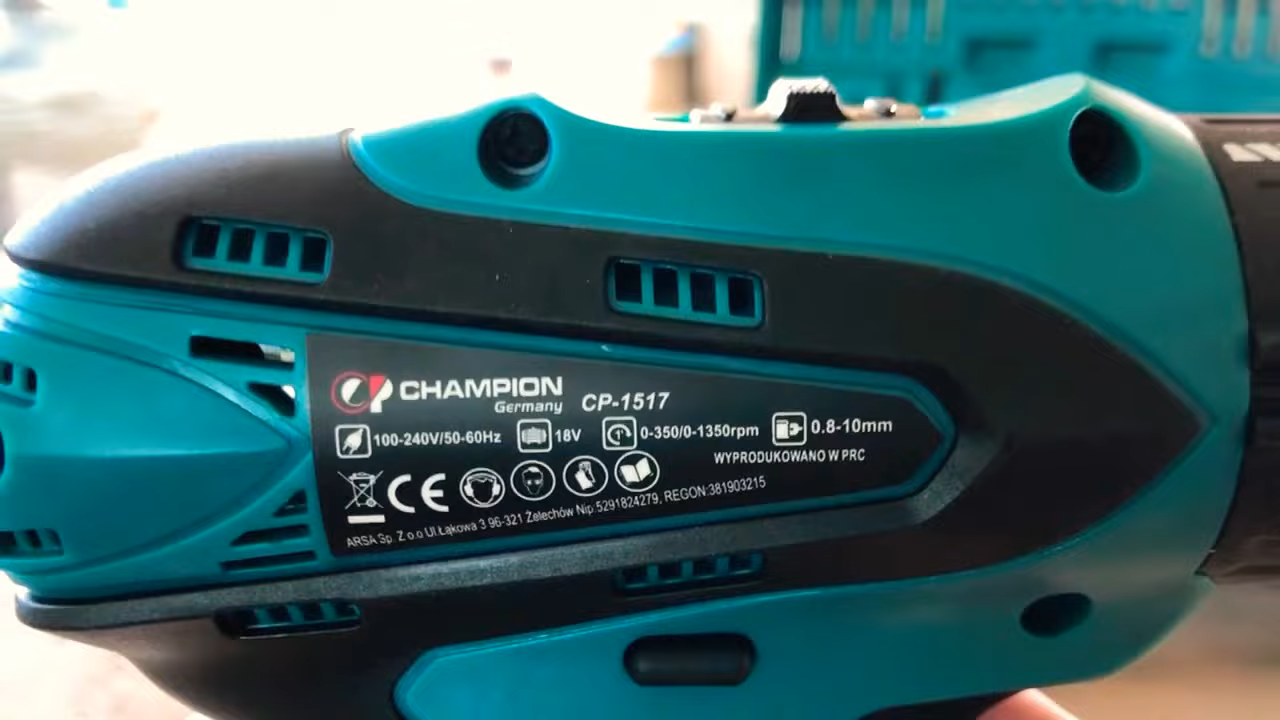 CHAMPION
Germany CP-1517
100-240V/50-60Hz 18V 0-350/0-1350rpm 0.8-10mm
WYPRODUKOWANO W PRC
CE
ARSA Sp. Z o.o Ul.Łąkowa 3 96-321 Żelechów Nip.5291824279, REGON:381903215